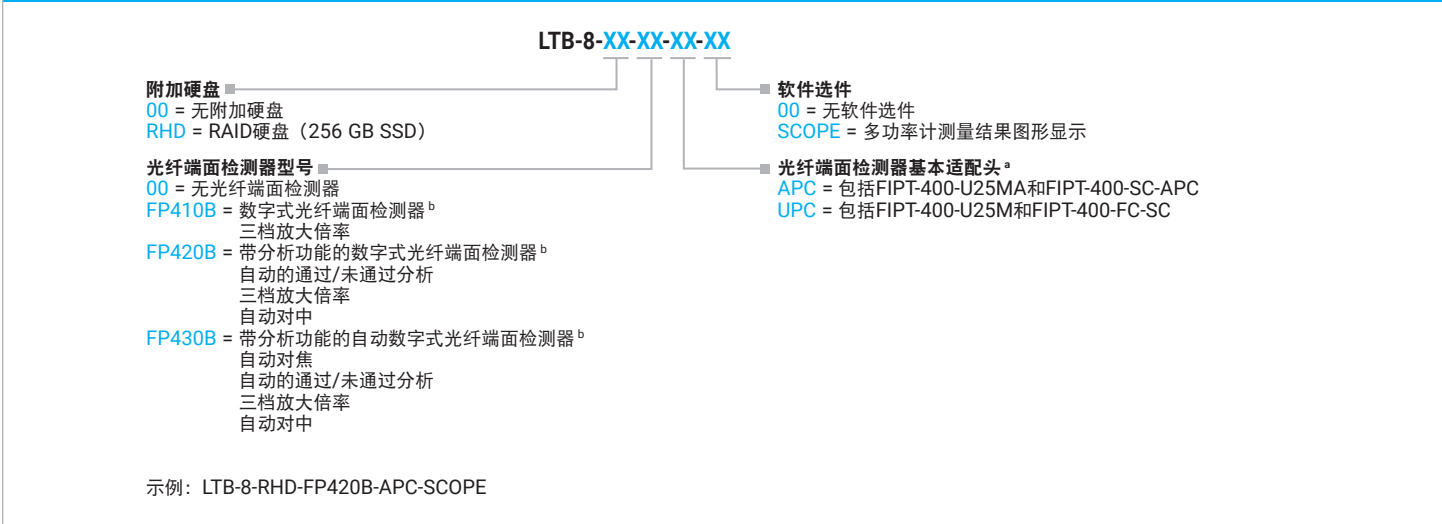 LTB-8-XX-XX-XX-XX
附加硬盘
00 = 无附加硬盘
RHD = RAID硬盘（256 GB SSD）
光纤端面检测器型号
00 = 无光纤端面检测器
FP410B = 数字式光纤端面检测器 b
三档放大倍率
FP420B = 带分析功能的数字式光纤端面检测器 b
自动的通过/未通过分析
三档放大倍率
自动对中
FP430B = 带分析功能的自动数字式光纤端面检测器 b
自动对焦
自动的通过/未通过分析
三档放大倍率
自动对中
软件选件
00 = 无软件选件
SCOPE = 多功率计测量结果图形显示
光纤端面检测器基本适配头 a
APC = 包括FIPT-400-U25MA和FIPT-400-SC-APC
UPC = 包括FIPT-400-U25M和FIPT-400-FC-SC
示例：LTB-8-RHD-FP420B-APC-SCOPE